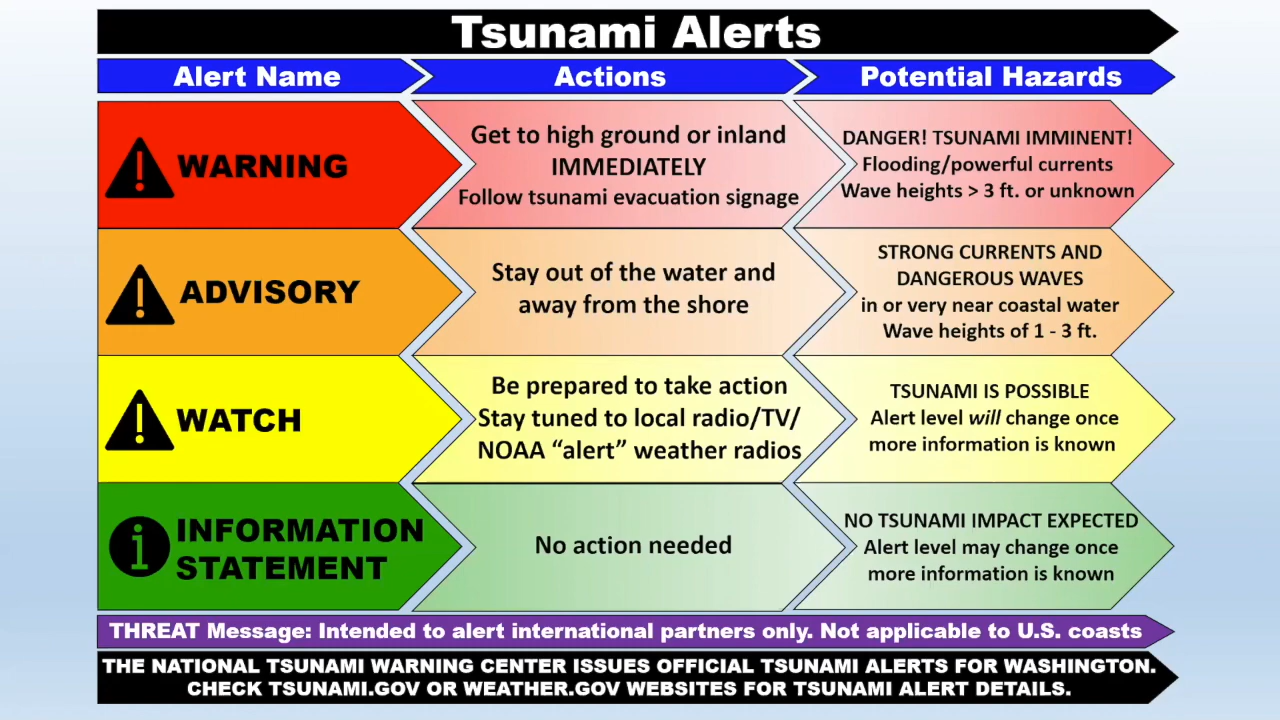 Tsunami Alerts
Alert Name
Actions
Potential Hazards
WARNING
Get to high ground or inland
IMMEDIATELY
Follow tsunami evacuation signage
DANGER! TSUNAMI IMMINENT!
Flooding/powerful currents
Wave heights > 3 ft. or unknown
ADVISORY
Stay out of the water and
away from the shore
STRONG CURRENTS AND
DANGEROUS WAVES
in or very near coastal water
Wave heights of 1 - 3 ft.
WATCH
Be prepared to take action
Stay tuned to local radio/TV/
NOAA “alert” weather radios
TSUNAMI IS POSSIBLE
Alert level will change once
more information is known
INFORMATION
STATEMENT
No action needed
NO TSUNAMI IMPACT EXPECTED
Alert level may change once
more information is known
THREAT Message: Intended to alert international partners only. Not applicable to U.S. coasts
THE NATIONAL TSUNAMI WARNING CENTER ISSUES OFFICIAL TSUNAMI ALERTS FOR WASHINGTON.
CHECK TSUNAMI.GOV OR WEATHER.GOV WEBSITES FOR TSUNAMI ALERT DETAILS.